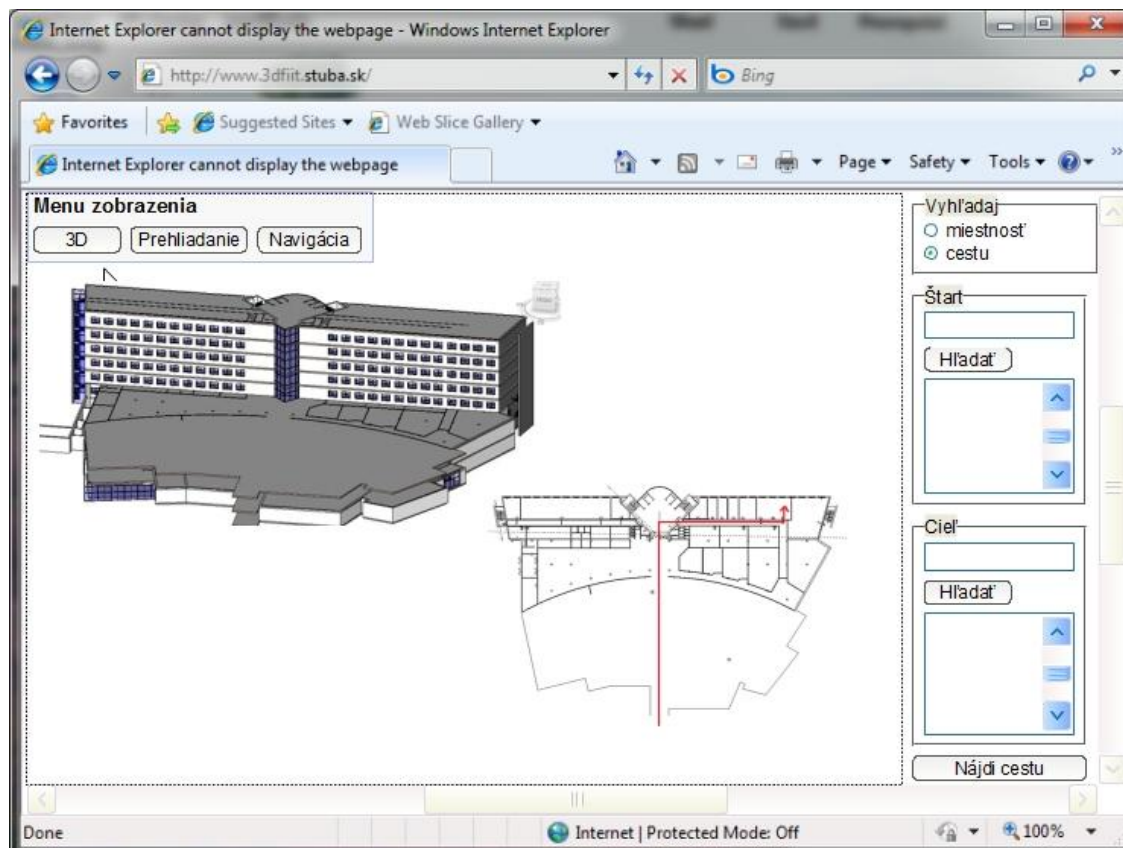 Internet Explorer cannot display the webpage - Windows Internet Explorer
http://www.3dfiit.stuba.sk/
Bing
Favorites Suggested Sites Web Slice Gallery
Internet Explorer cannot display the webpage
Page Safety Tools
Menu zobrazenia
3D Prehliadanie Navigácia
Vyhľadaj
miestnosť
cestu
Štart
Hľadať
Cieľ
Hľadať
Nájdi cestu
Done Internet | Protected Mode: Off 100%